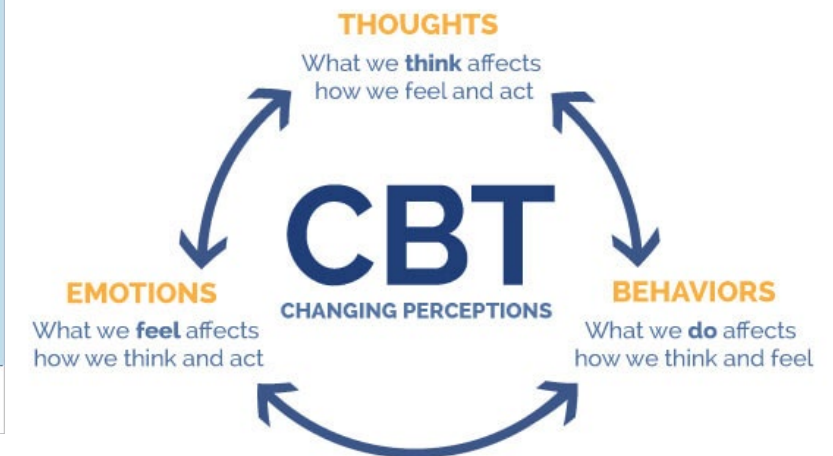 THOUGHTS
What we think affects
how we feel and act
CBT
CHANGING PERCEPTIONS
EMOTIONS
What we feel affects
how we think and act
BEHAVIORS
What we do affects
how we think and feel